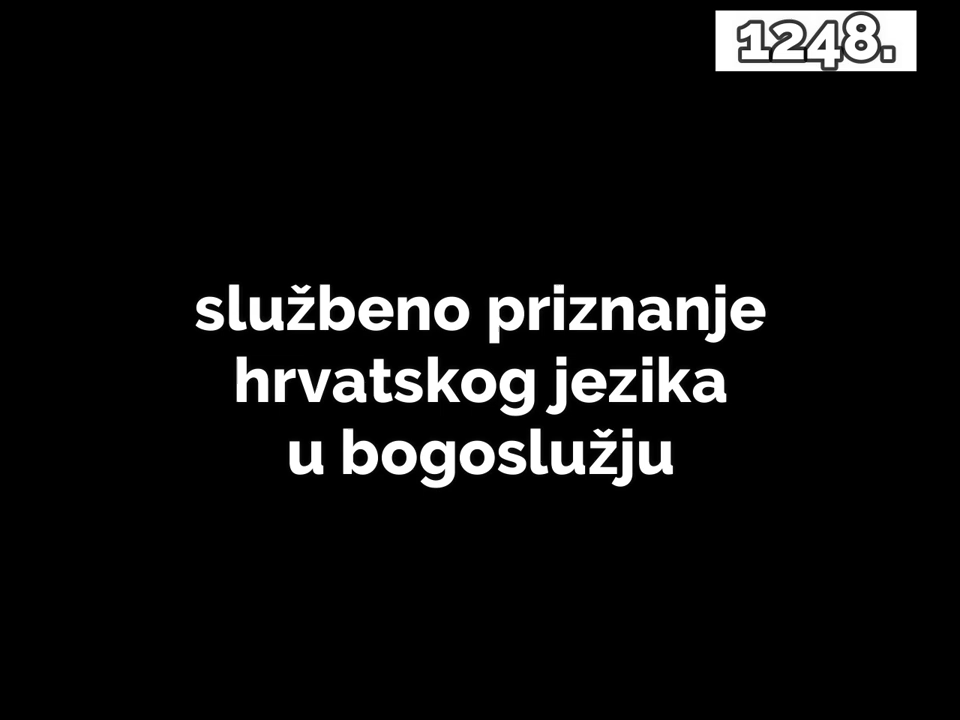 1248.
službeno priznanje
hrvatskog jezika
u bogoslužju